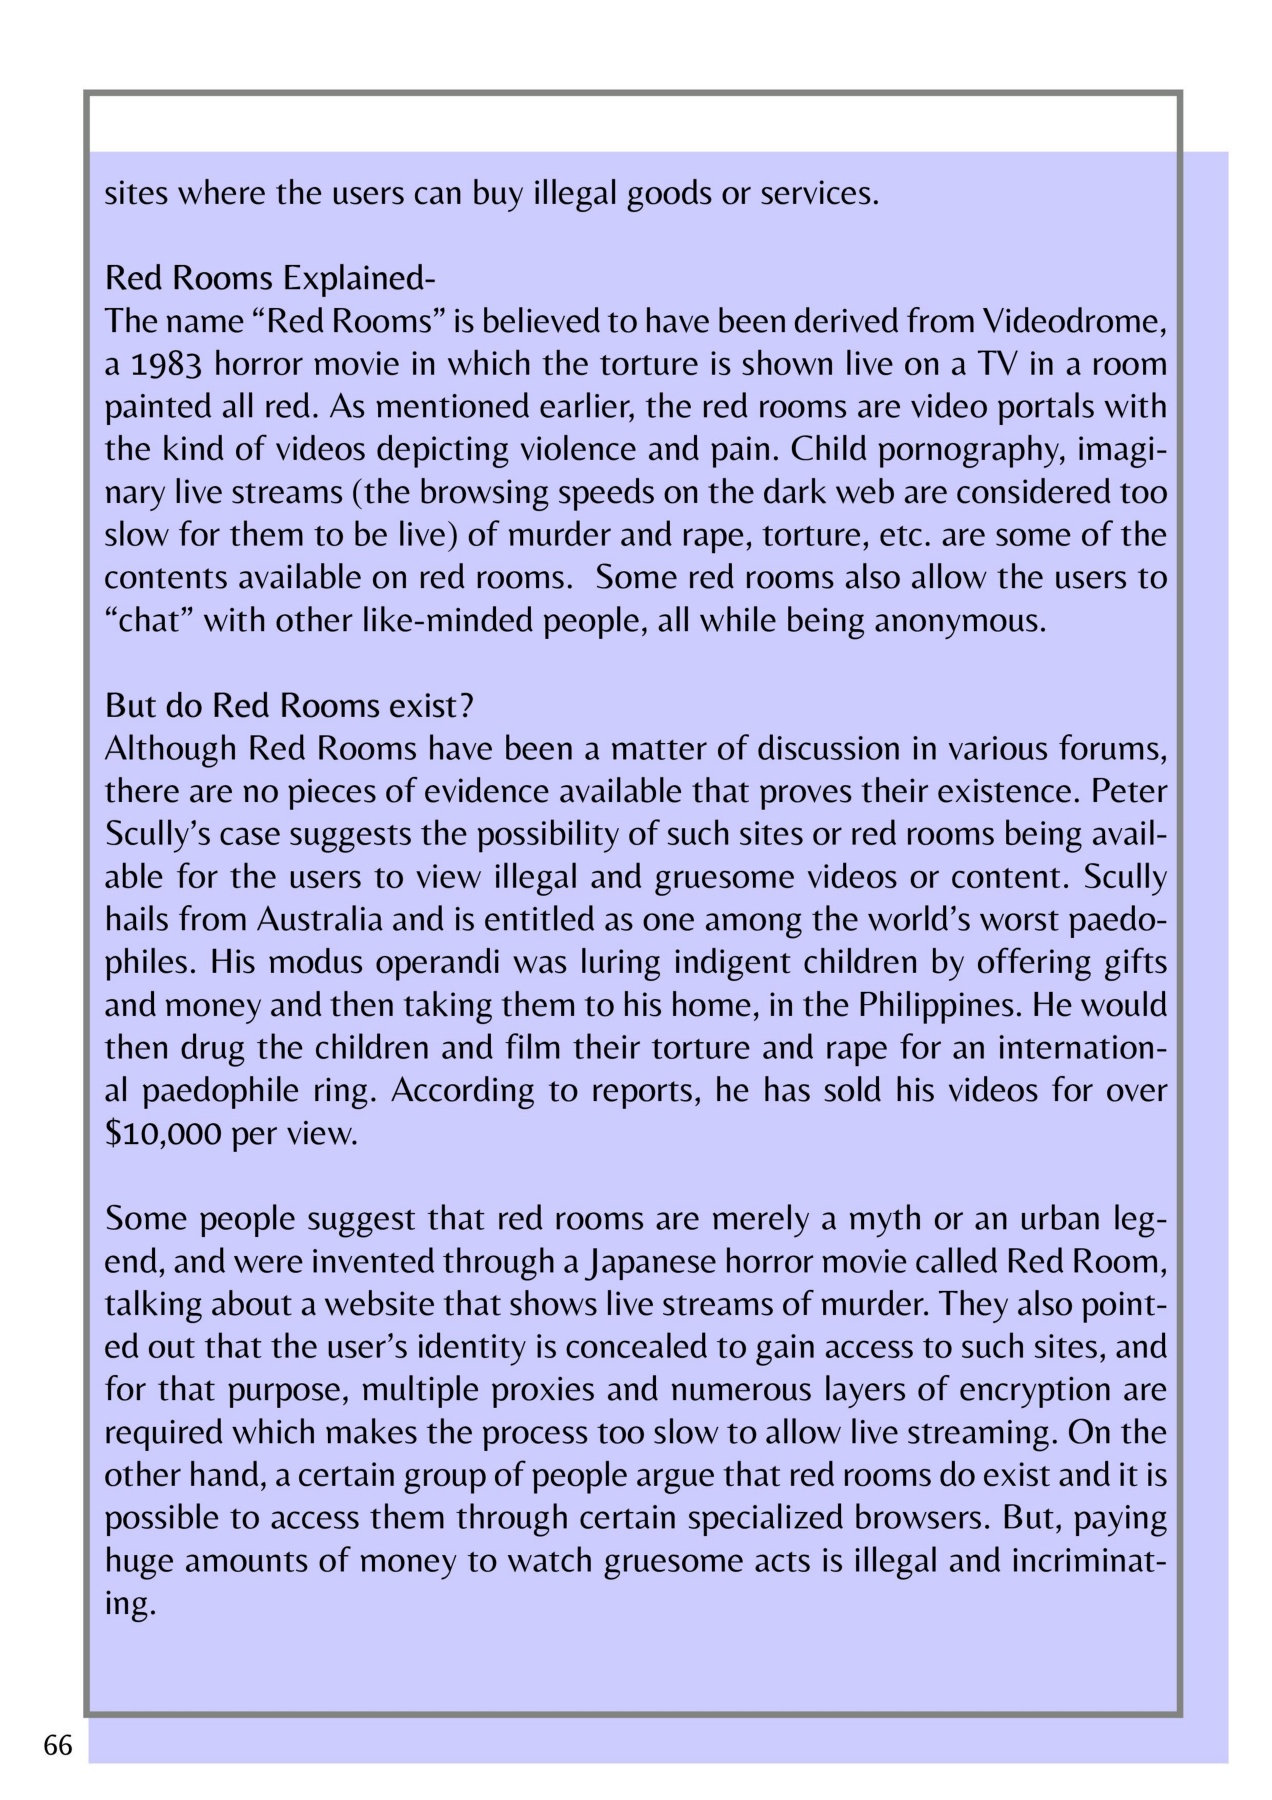 sites where the users can buy illegal goods or services.
Red Rooms Explained-
The name “Red Rooms” is believed to have been derived from Videodrome,
a 1983 horror movie in which the torture is shown live on a TV in a room
painted all red. As mentioned earlier, the red rooms are video portals with
the kind of videos depicting violence and pain. Child pornography, imagi-
nary live streams (the browsing speeds on the dark web are considered too
slow for them to be live) of murder and rape, torture, etc. are some of the
contents available on red rooms.  Some red rooms also allow the users to
“chat” with other like-minded people, all while being anonymous.
But do Red Rooms exist?
Although Red Rooms have been a matter of discussion in various forums,
there are no pieces of evidence available that proves their existence. Peter
Scully’s case suggests the possibility of such sites or red rooms being avail-
able for the users to view illegal and gruesome videos or content. Scully
hails from Australia and is entitled as one among the world’s worst paedo-
philes. His modus operandi was luring indigent children by offering gifts
and money and then taking them to his home, in the Philippines. He would
then drug the children and film their torture and rape for an internation-
al paedophile ring. According to reports, he has sold his videos for over
$10,000 per view.
Some people suggest that red rooms are merely a myth or an urban leg-
end, and were invented through a Japanese horror movie called Red Room,
talking about a website that shows live streams of murder. They also point-
ed out that the user’s identity is concealed to gain access to such sites, and
for that purpose, multiple proxies and numerous layers of encryption are
required which makes the process too slow to allow live streaming. On the
other hand, a certain group of people argue that red rooms do exist and it is
possible to access them through certain specialized browsers. But, paying
huge amounts of money to watch gruesome acts is illegal and incriminat-
ing.
66